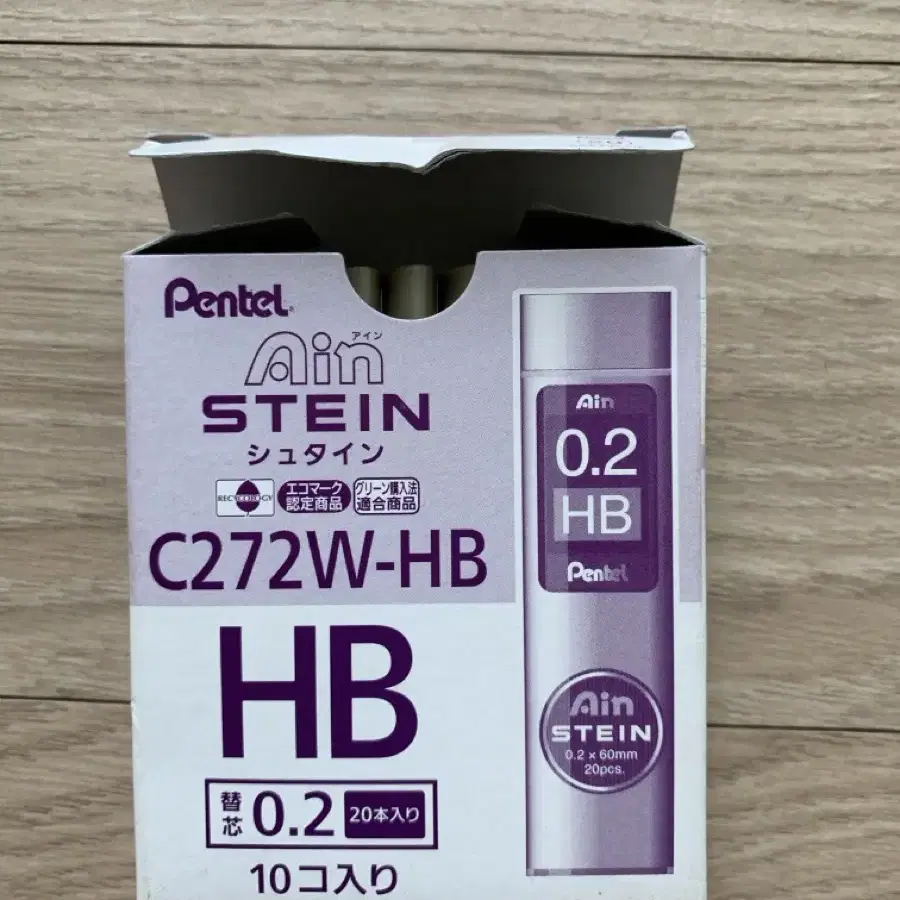 Pentel
アイン
Ain
STEIN
シュタイン
RECYCOLOGY
エコマーク
認定商品
グリーン購入法
適合商品
C272W-HB
HB
替芯
0.2
20本入り
10コ入り
Ain
0.2
HB
Pentel
Ain
STEIN
0.2 × 60mm
20pcs.